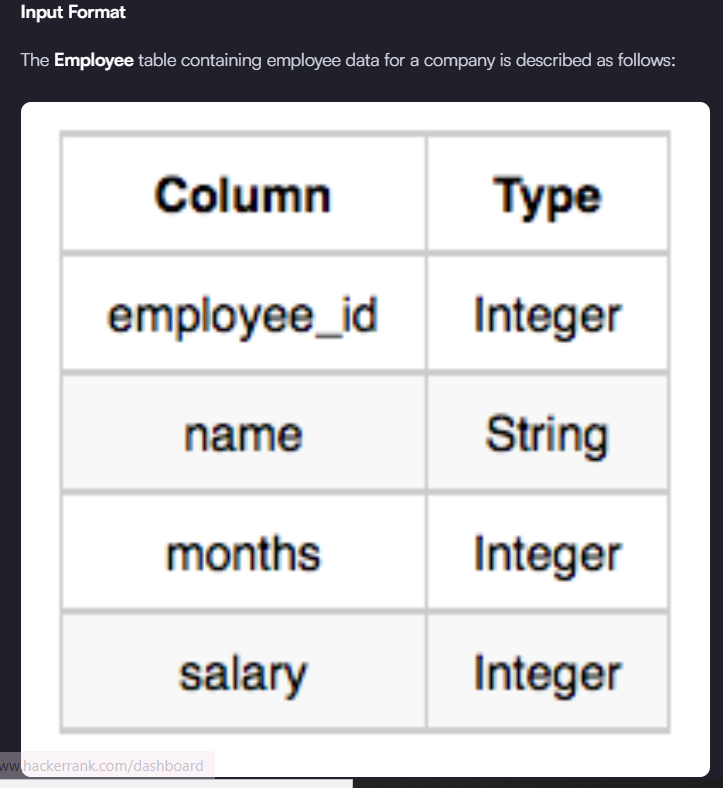 Input Format
The Employee table containing employee data for a company is described as follows:
Column Type
employee_id Integer
name String
months Integer
salary Integer
ww.hackerrank.com/dashboard